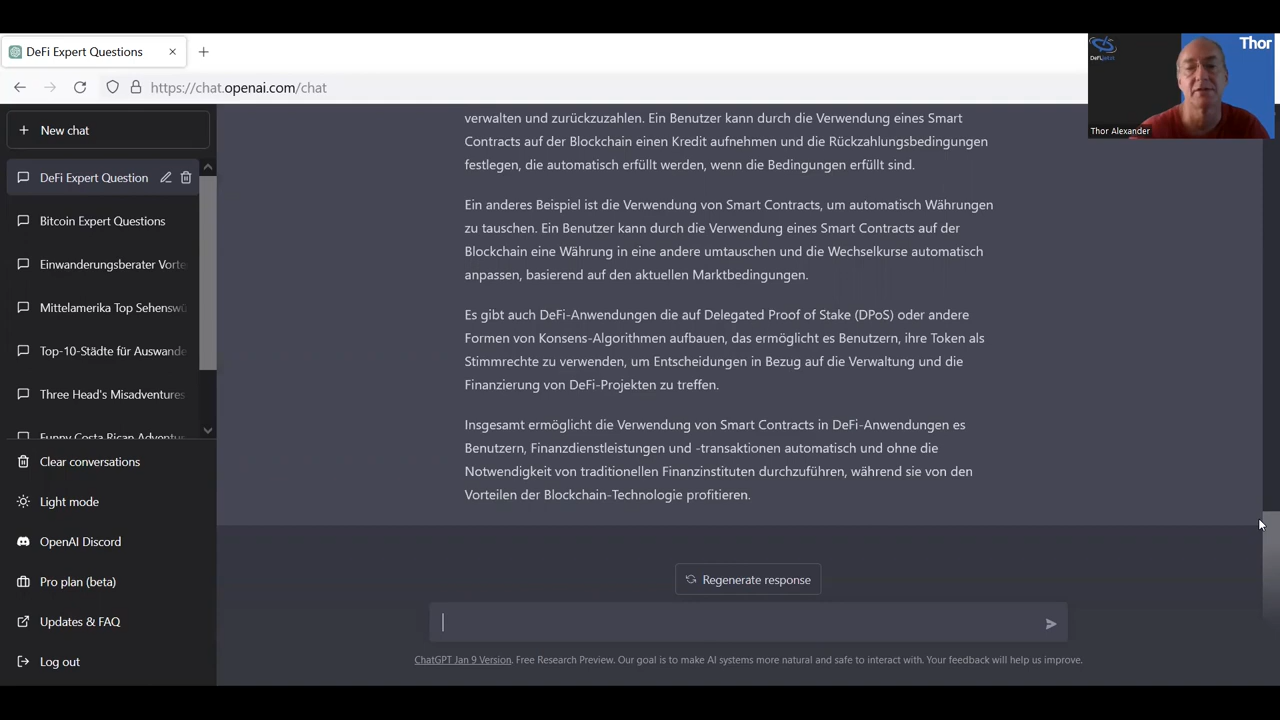 DeFi Expert Questions
https://chat.openai.com/chat
Thor
DeFi.
Thor Alexander
New chat
DeFi Expert Question
Bitcoin Expert Questions
Einwanderungsberater Vorte
Mittelamerika Top Sehenswü
Top-10-Städte für Auswande
Three Head's Misadventures
Funny Costa Rican Adventu
Clear conversations
Light mode
OpenAI Discord
Pro plan (beta)
Updates & FAQ
Log out
verwalten und zurückzuzahlen. Ein Benutzer kann durch die Verwendung eines Smart
Contracts auf der Blockchain einen Kredit aufnehmen und die Rückzahlungsbedingungen
festlegen, die automatisch erfüllt werden, wenn die Bedingungen erfüllt sind.
Ein anderes Beispiel ist die Verwendung von Smart Contracts, um automatisch Währungen
zu tauschen. Ein Benutzer kann durch die Verwendung eines Smart Contracts auf der
Blockchain eine Währung in eine andere umtauschen und die Wechselkurse automatisch
anpassen, basierend auf den aktuellen Marktbedingungen.
Es gibt auch DeFi-Anwendungen die auf Delegated Proof of Stake (DPoS) oder andere
Formen von Konsens-Algorithmen aufbauen, das ermöglicht es Benutzern, ihre Token als
Stimmrechte zu verwenden, um Entscheidungen in Bezug auf die Verwaltung und die
Finanzierung von DeFi-Projekten zu treffen.
Insgesamt ermöglicht die Verwendung von Smart Contracts in DeFi-Anwendungen es
Benutzern, Finanzdienstleistungen und -transaktionen automatisch und ohne die
Notwendigkeit von traditionellen Finanzinstituten durchzuführen, während sie von den
Vorteilen der Blockchain-Technologie profitieren.
Regenerate response
ChatGPT Jan 9 Version. Free Research Preview. Our goal is to make AI systems more natural and safe to interact with. Your feedback will help us improve.